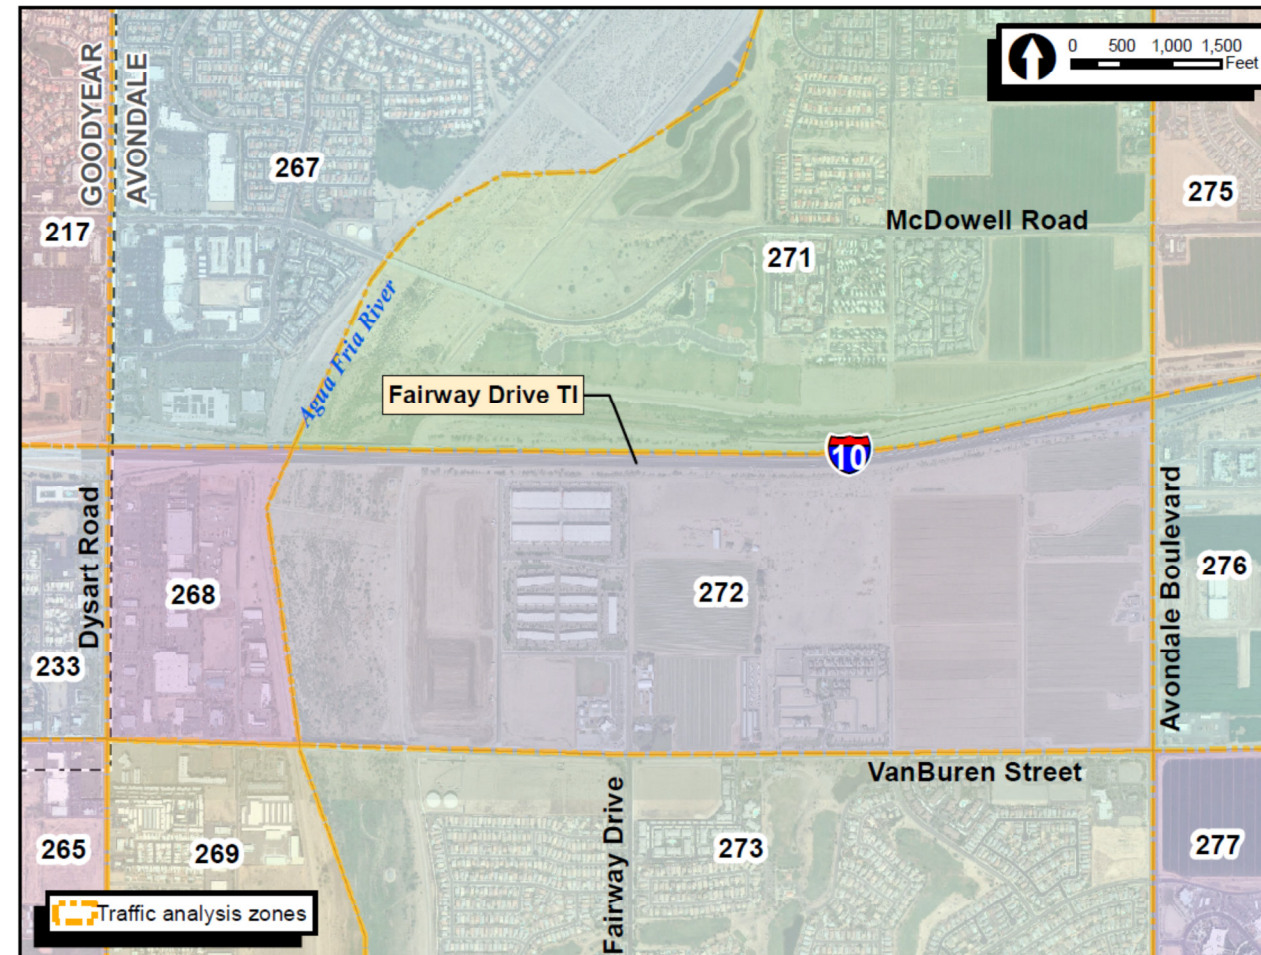 GOODYEAR
AVONDALE
0 500 1,000 1,500
Feet
267
275
217
McDowell Road
271
Agua Fria River
Fairway Drive TI
10
Dysart Road
268
272
Avondale Boulevard
276
233
VanBuren Street
Fairway Drive
265
269
273
277
Traffic analysis zones